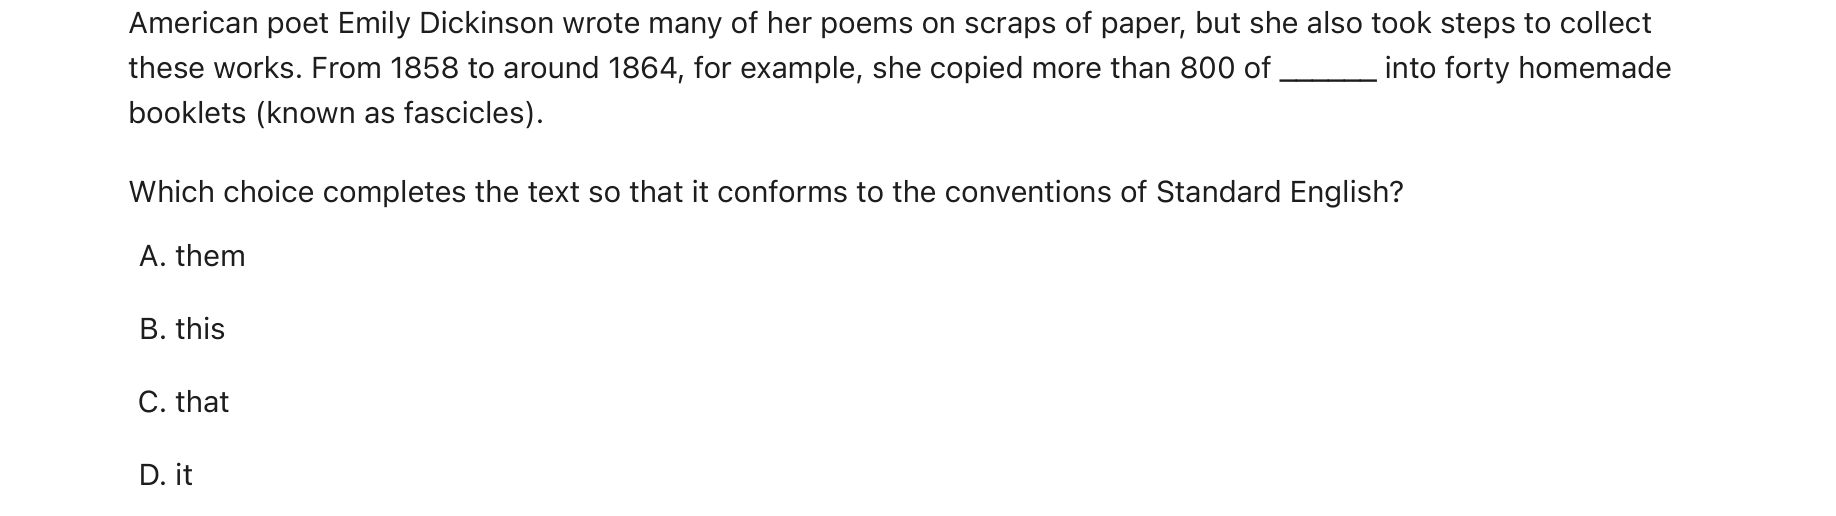 American poet Emily Dickinson wrote many of her poems on scraps of paper, but she also took steps to collect
these works. From 1858 to around 1864, for example, she copied more than 800 of ______ into forty homemade
booklets (known as fascicles).
Which choice completes the text so that it conforms to the conventions of Standard English?
A. them
B. this
C. that
D. it